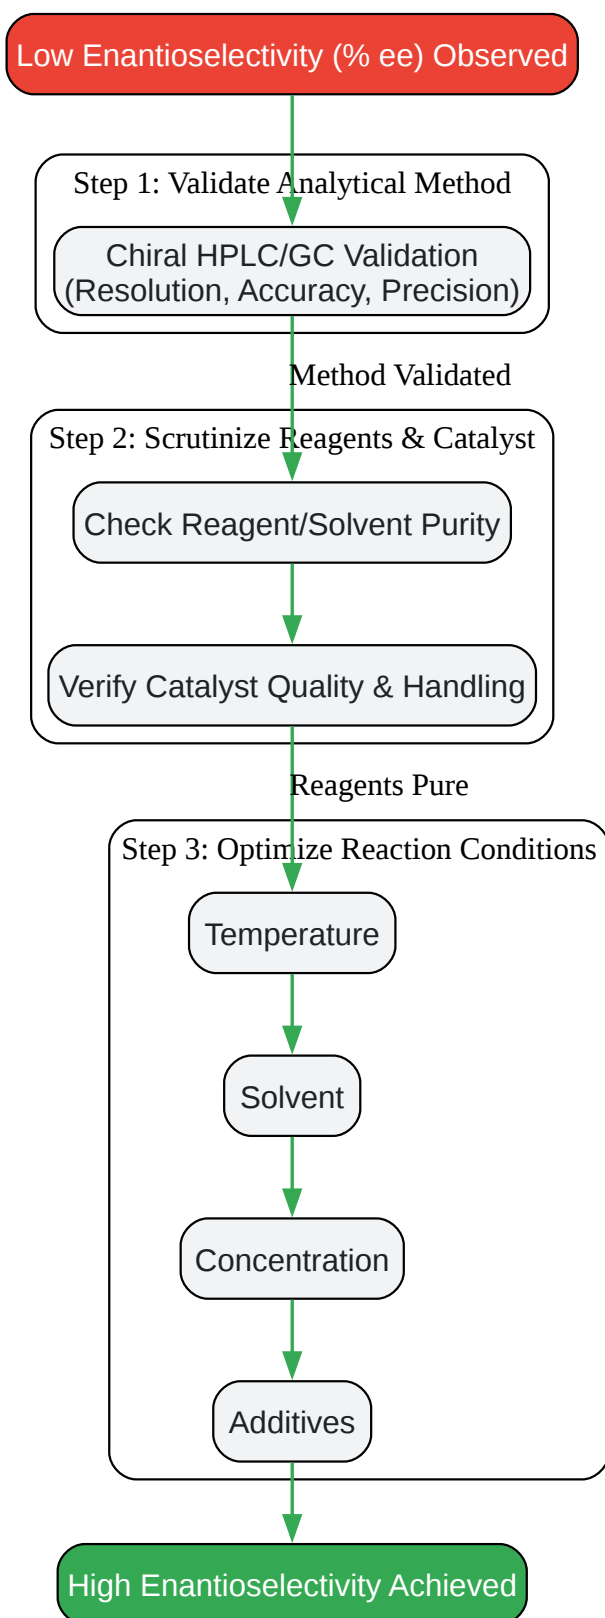 Low Enantioselectivity (% ee) Observed
Step 1: Validate Analytical Method
Chiral HPLC/GC Validation
(Resolution, Accuracy, Precision)
Method Validated
Step 2: Scrutinize Reagents & Catalyst
Check Reagent/Solvent Purity
Verify Catalyst Quality & Handling
Reagents Pure
Step 3: Optimize Reaction Conditions
Temperature
Solvent
Concentration
Additives
High Enantioselectivity Achieved